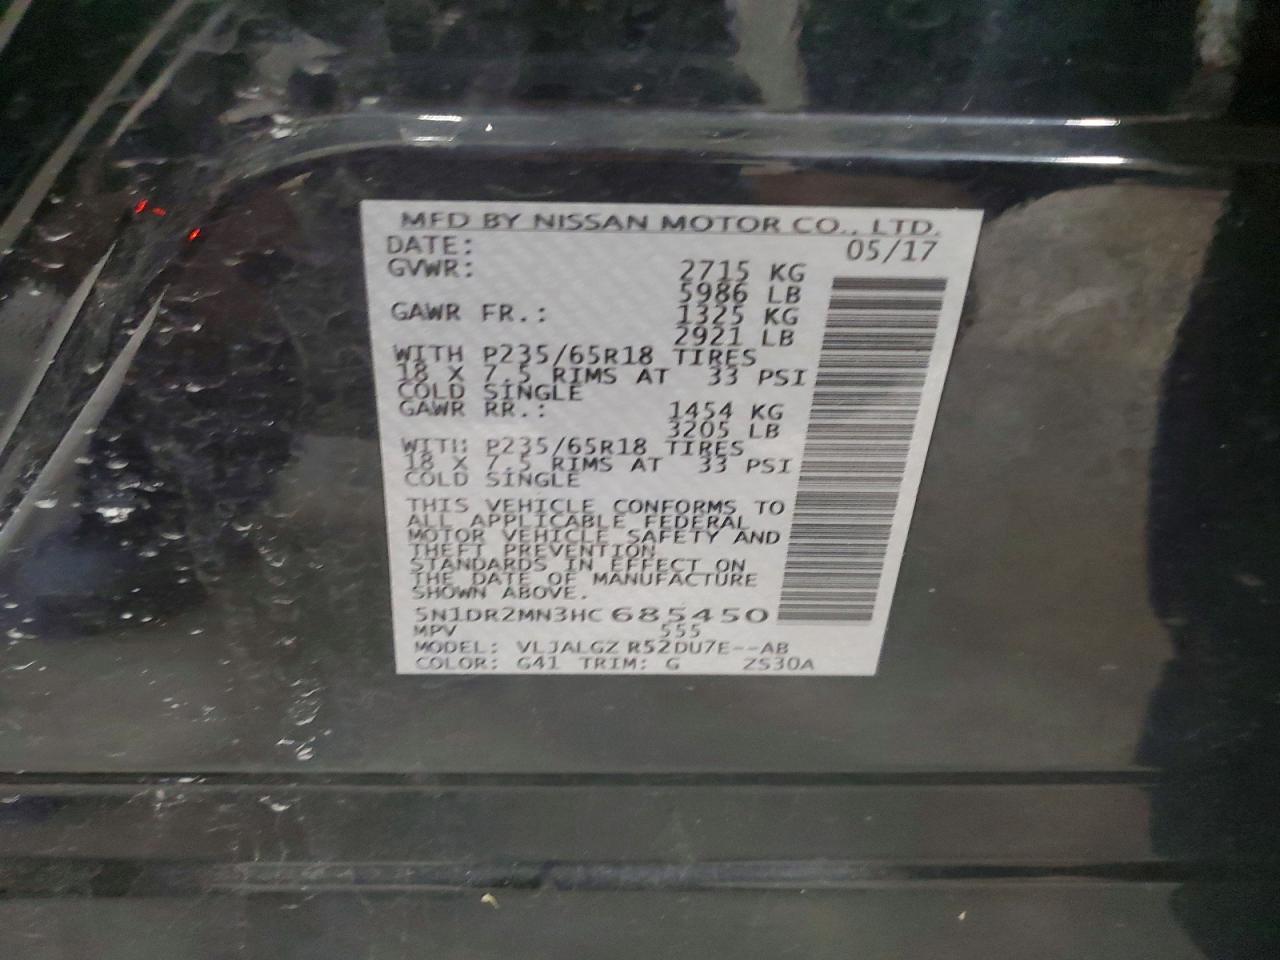 MFD BY NISSAN MOTOR CO., LTD.
DATE: 05/17
GVWR: 2715 KG
5986 LB
GAWR FR.: 1325 KG
2921 LB
WITH P235/65R18 TIRES
18 X 7.5 RIMS AT 33 PSI
COLD SINGLE
GAWR RR.: 1454 KG
3205 LB
WITH P235/65R18 TIRES
18 X 7.5 RIMS AT 33 PSI
COLD SINGLE
THIS VEHICLE CONFORMS TO
ALL APPLICABLE FEDERAL
MOTOR VEHICLE SAFETY AND
THEFT PREVENTION
STANDARDS IN EFFECT ON
THE DATE OF MANUFACTURE
SHOWN ABOVE.
5N1DR2MN3HC685450
MPV 555
MODEL: VLJALGZ R52DU7E--AB
COLOR: G41 TRIM: G ZS30A